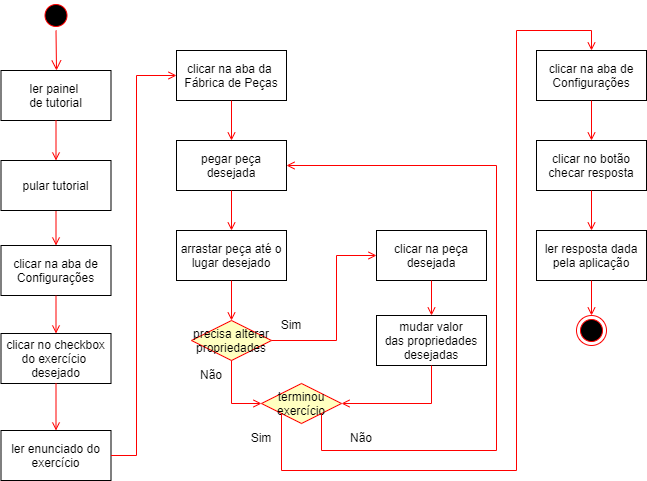 ler painel
de tutorial
pular tutorial
clicar na aba de
Configurações
clicar no checkbox
do exercício
desejado
ler enunciado do
exercício
clicar na aba da
Fábrica de Peças
pegar peça
desejada
arrastar peça até o
lugar desejado
precisa alterar
propriedades
Sim
Não
clicar na peça
desejada
mudar valor
das propriedades
desejadas
terminou
exercício
Sim
Não
clicar na aba de
Configurações
clicar no botão
checar resposta
ler resposta dada
pela aplicação